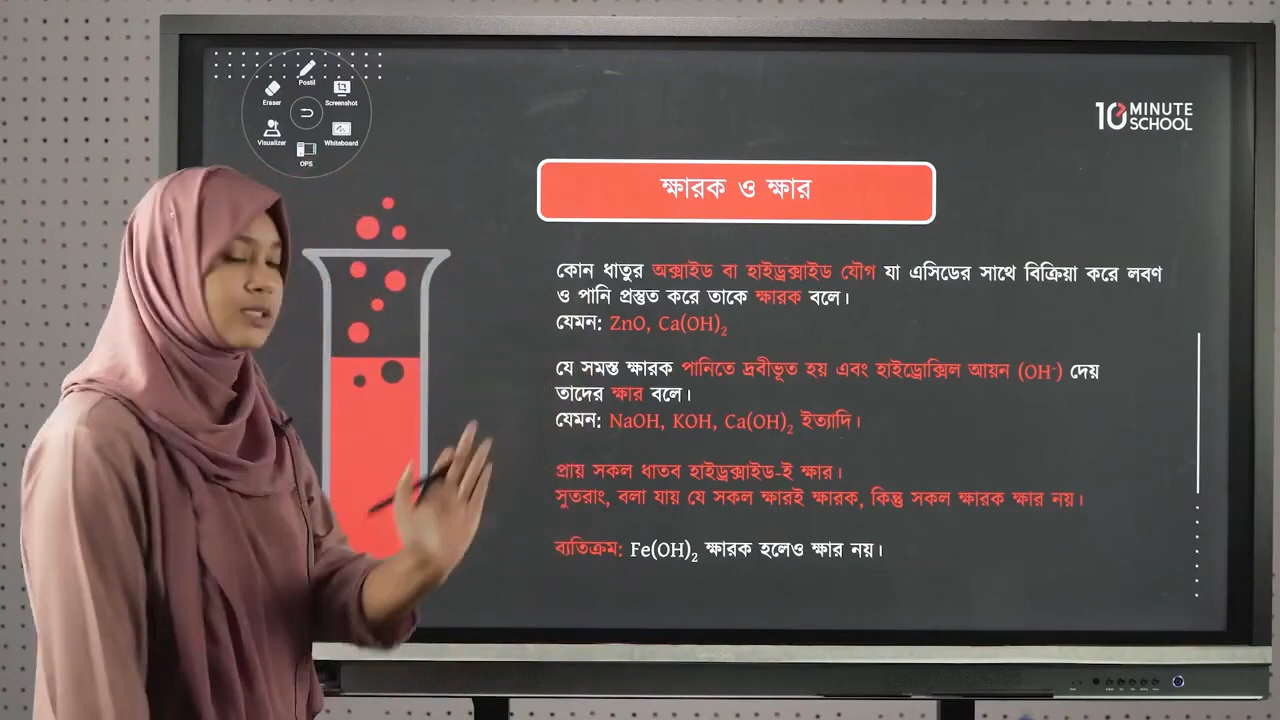 Postil
Eraser
Screenshot
Visualizer
Whiteboard
OPS
10 MINUTE
SCHOOL
ক্ষারক ও ক্ষার
কোন ধাতুর অক্সাইড বা হাইড্রক্সাইড যৌগ যা এসিডের সাথে বিক্রিয়া করে লবণ
ও পানি প্রস্তুত করে তাকে ক্ষারক বলে।
যেমন: ZnO, Ca(OH)₂
যে সমস্ত ক্ষারক পানিতে দ্রবীভূত হয় এবং হাইড্রোক্সিল আয়ন (OH⁻) দেয়
তাদের ক্ষার বলে।
যেমন: NaOH, KOH, Ca(OH)₂ ইত্যাদি।
প্রায় সকল ধাতব হাইড্রক্সাইড-ই ক্ষার।
সুতরাং, বলা যায় যে সকল ক্ষারই ক্ষারক, কিন্তু সকল ক্ষারক ক্ষার নয়।
ব্যতিক্রম: Fe(OH)₂ ক্ষারক হলেও ক্ষার নয়।